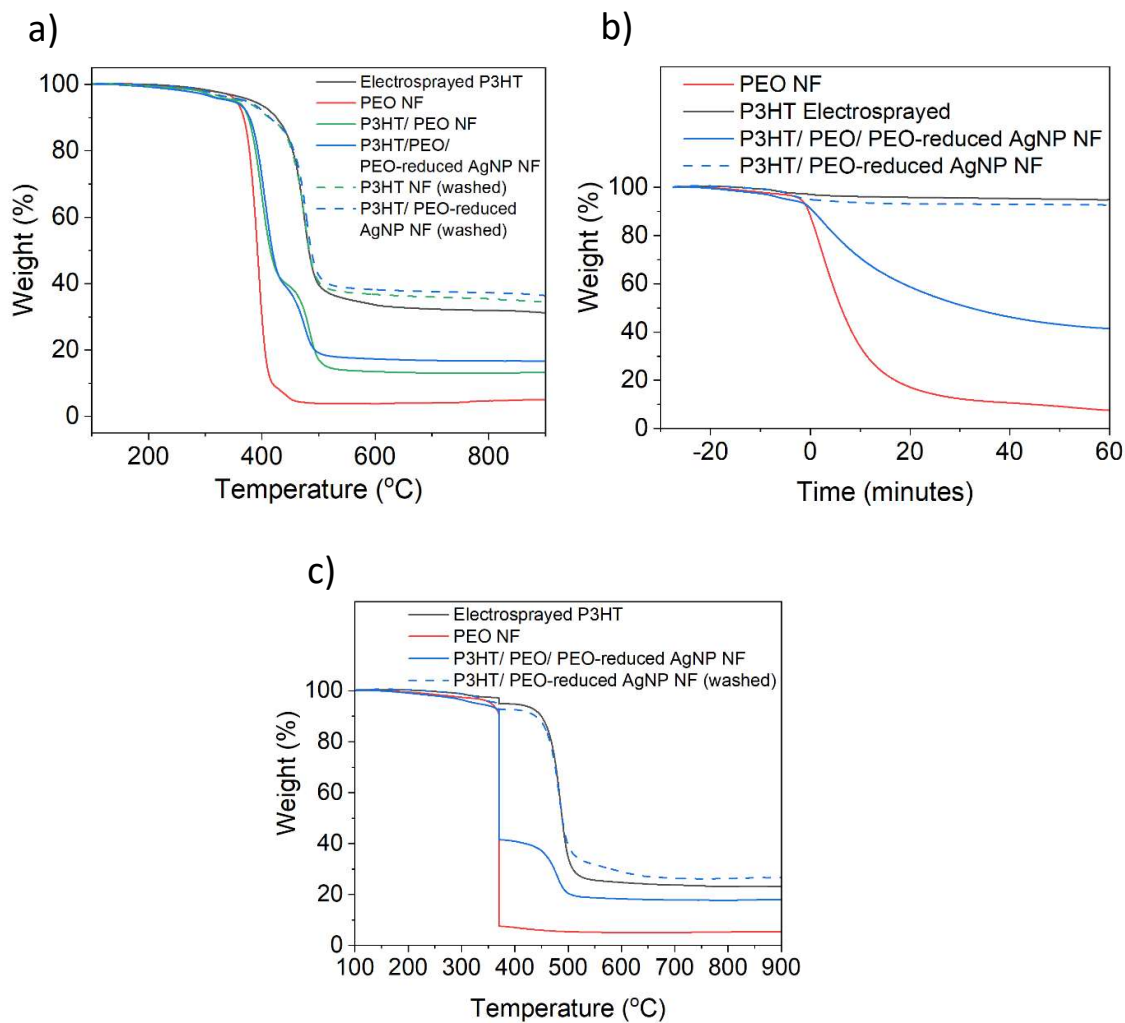 a)
Electrosprayed P3HT
PEO NF
P3HT/ PEO NF
P3HT/PEO/
PEO-reduced AgNP NF
P3HT NF (washed)
P3HT/ PEO-reduced
AgNP NF (washed)
100
80
60
40
20
0
Weight (%)
200
400
600
800
Temperature (°C)
b)
PEO NF
P3HT Electrosprayed
P3HT/ PEO/ PEO-reduced AgNP NF
P3HT/ PEO-reduced AgNP NF
100
80
60
40
20
0
Weight (%)
-20
0
20
40
60
Time (minutes)
c)
Electrosprayed P3HT
PEO NF
P3HT/ PEO/ PEO-reduced AgNP NF
P3HT/ PEO-reduced AgNP NF (washed)
100
80
60
40
20
0
Weight (%)
100 200 300 400 500 600 700 800 900
Temperature (°C)